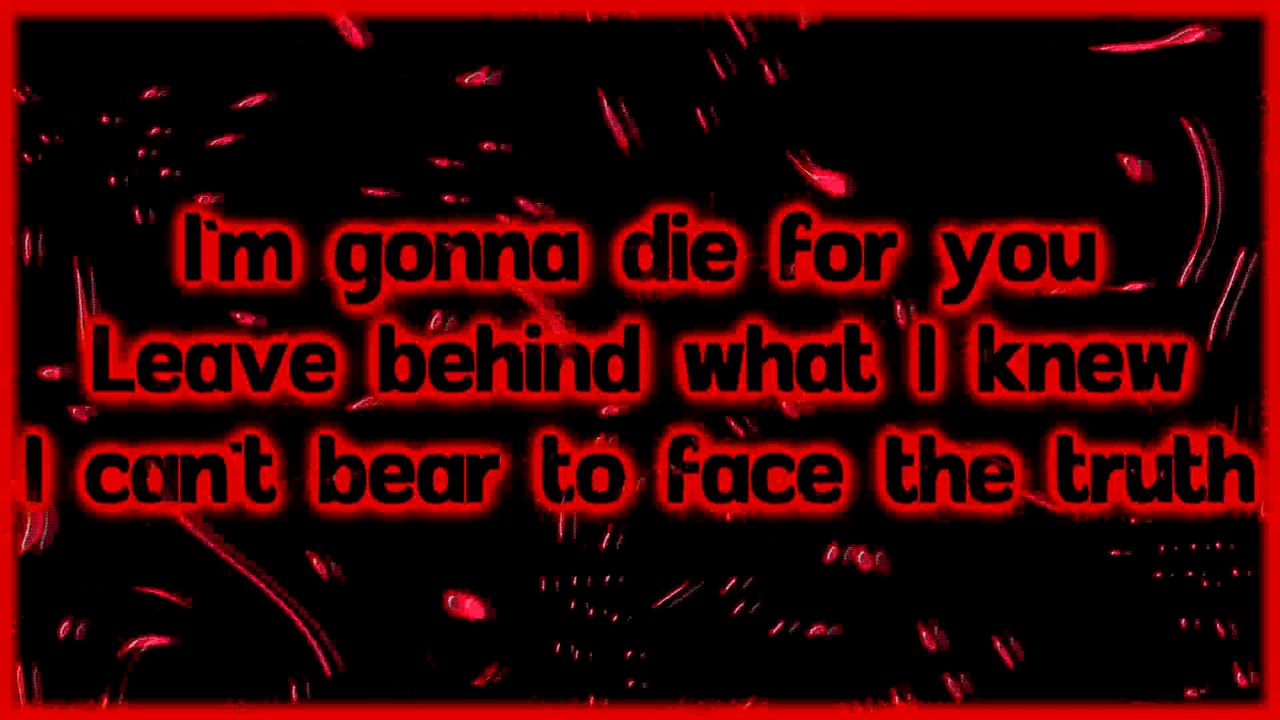 I'm gonna die for you
Leave behind what I knew
I can't bear to face the truth